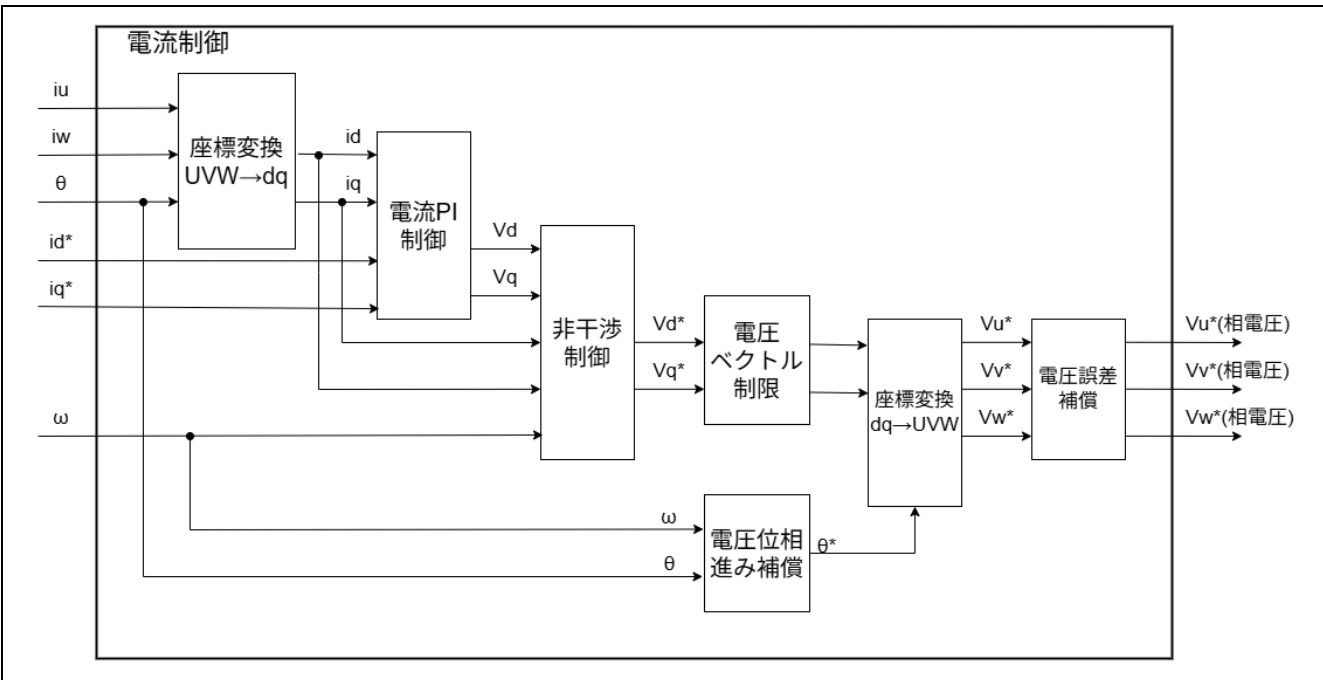 電流制御
iu
iw
θ
id*
iq*
ω
座標変換
UVW→dq
id
iq
電流PI
制御
Vd
Vq
非干渉
制御
Vd*
Vq*
電圧
ベクトル
制限
座標変換
dq→UVW
Vu*
Vv*
Vw*
電圧誤差
補償
Vu*(相電圧)
Vv*(相電圧)
Vw*(相電圧)
ω
θ
電圧位相
進み補償
θ*